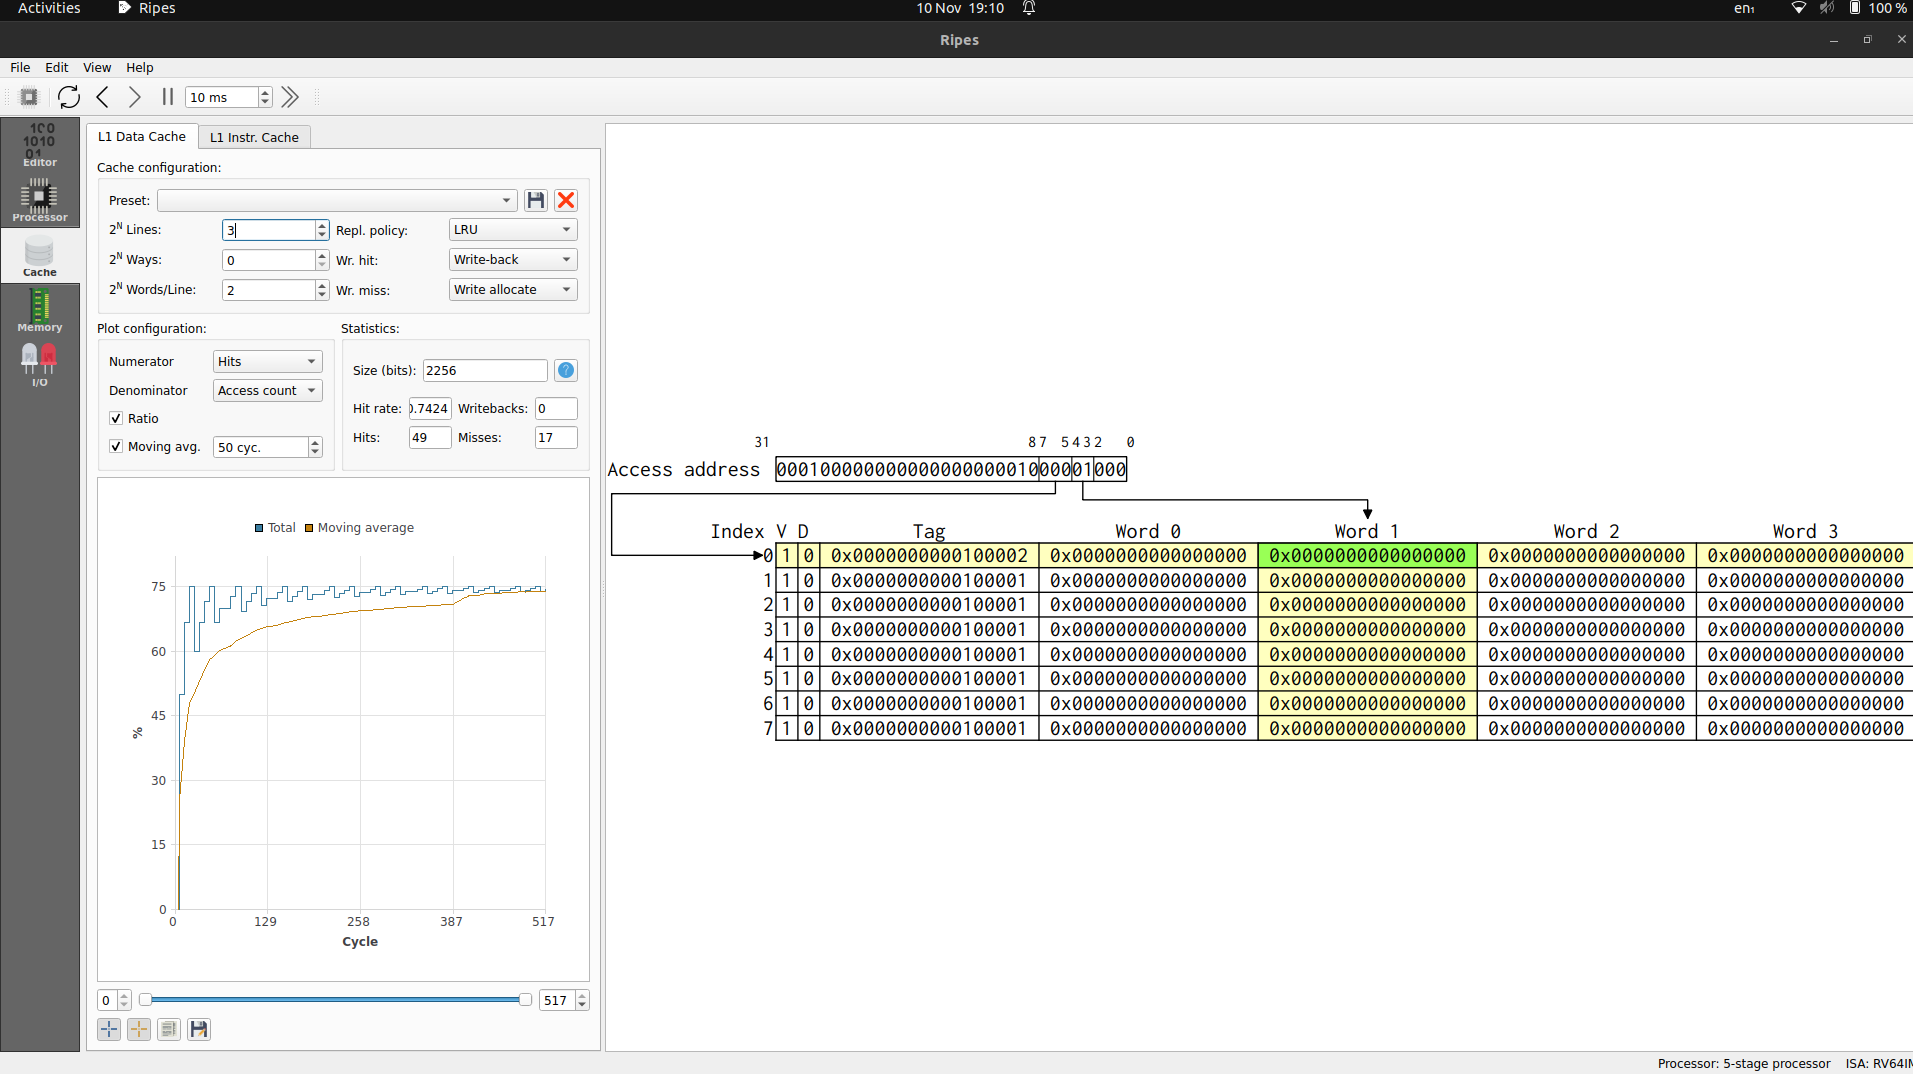 Activities Ripes 10 Nov 19:10 en₁ 100 %
Ripes
File Edit View Help
10 ms
Editor
Processor
Cache
Memory
I/O
L1 Data Cache L1 Instr. Cache
Cache configuration:
Preset:
2^N Lines: 3 Repl. policy: LRU
2^N Ways: 0 Wr. hit: Write-back
2^N Words/Line: 2 Wr. miss: Write allocate
Plot configuration: Statistics:
Numerator Hits
Denominator Access count
Ratio
Moving avg. 50 cyc.
Size (bits): 2256
Hit rate: 0.7424 Writebacks: 0
Hits: 49 Misses: 17
Total Moving average
75
60
45
30
15
0
%
0 129 258 387 517
Cycle
0 517
31 8 7 5 4 3 2 0
Access address 00010000000000000000001000001000
Index V D Tag Word 0 Word 1 Word 2 Word 3
0 1 0 0x0000000000100002 0x0000000000000000 0x0000000000000000 0x0000000000000000 0x0000000000000000
1 1 0 0x0000000000100001 0x0000000000000000 0x0000000000000000 0x0000000000000000 0x0000000000000000
2 1 0 0x0000000000100001 0x0000000000000000 0x0000000000000000 0x0000000000000000 0x0000000000000000
3 1 0 0x0000000000100001 0x0000000000000000 0x0000000000000000 0x0000000000000000 0x0000000000000000
4 1 0 0x0000000000100001 0x0000000000000000 0x0000000000000000 0x0000000000000000 0x0000000000000000
5 1 0 0x0000000000100001 0x0000000000000000 0x0000000000000000 0x0000000000000000 0x0000000000000000
6 1 0 0x0000000000100001 0x0000000000000000 0x0000000000000000 0x0000000000000000 0x0000000000000000
7 1 0 0x0000000000100001 0x0000000000000000 0x0000000000000000 0x0000000000000000 0x0000000000000000
Processor: 5-stage processor ISA: RV64I